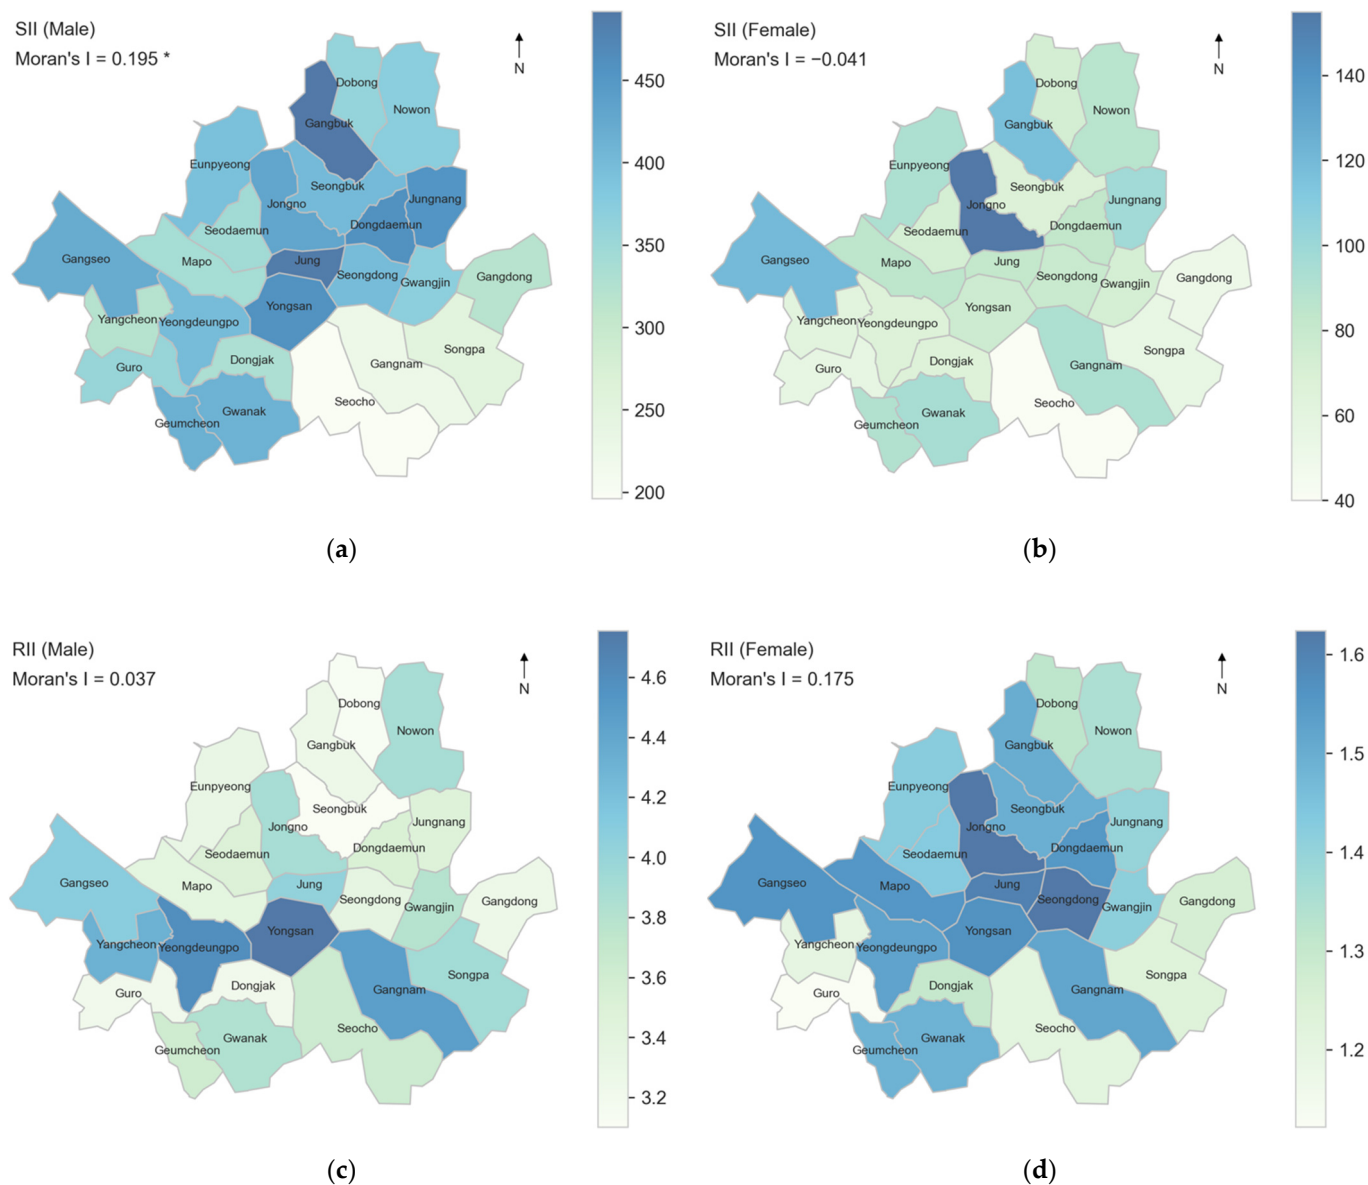 SII (Male)
Moran's I = 0.195 *
N
Dobong
Nowon
Gangbuk
Eunpyeong
Seongbuk
Jungnang
Jongno
Dongdaemun
Seodaemun
Gangseo
Mapo
Jung
Seongdong
Gwangjin
Gangdong
Yongsan
Yangcheon
Yeongdeungpo
Songpa
Dongjak
Gangnam
Guro
Seocho
Gwanak
Geumcheon
450
400
350
300
250
200
(a)
SII (Female)
Moran's I = −0.041
N
Dobong
Nowon
Gangbuk
Eunpyeong
Seongbuk
Jungnang
Jongno
Dongdaemun
Seodaemun
Gangseo
Mapo
Jung
Seongdong
Gwangjin
Gangdong
Yongsan
Yangcheon
Yeongdeungpo
Songpa
Dongjak
Gangnam
Guro
Seocho
Gwanak
Geumcheon
140
120
100
80
60
40
(b)
RII (Male)
Moran's I = 0.037
N
Dobong
Nowon
Gangbuk
Eunpyeong
Seongbuk
Jungnang
Jongno
Dongdaemun
Seodaemun
Gangseo
Mapo
Jung
Seongdong
Gwangjin
Gangdong
Yongsan
Yangcheon
Yeongdeungpo
Songpa
Dongjak
Gangnam
Guro
Seocho
Gwanak
Geumcheon
4.6
4.4
4.2
4.0
3.8
3.6
3.4
3.2
(c)
RII (Female)
Moran's I = 0.175
N
Dobong
Nowon
Gangbuk
Eunpyeong
Seongbuk
Jungnang
Jongno
Dongdaemun
Seodaemun
Gangseo
Mapo
Jung
Seongdong
Gwangjin
Gangdong
Yongsan
Yangcheon
Yeongdeungpo
Songpa
Dongjak
Gangnam
Guro
Seocho
Gwanak
Geumcheon
1.6
1.5
1.4
1.3
1.2
(d)